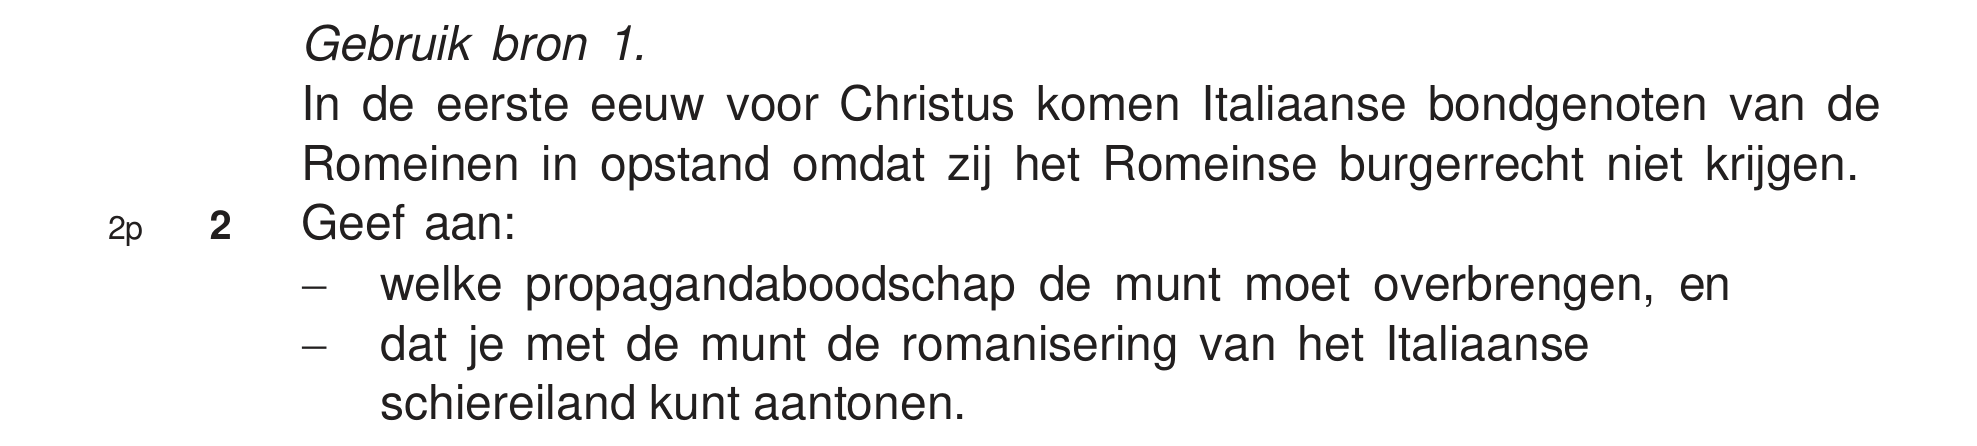 Gebruik bron 1.
In de eerste eeuw voor Christus komen Italiaanse bondgenoten van de
Romeinen in opstand omdat zij het Romeinse burgerrecht niet krijgen.
2p 2 Geef aan:
– welke propagandaboodschap de munt moet overbrengen, en
– dat je met de munt de romanisering van het Italiaanse
schiereiland kunt aantonen.